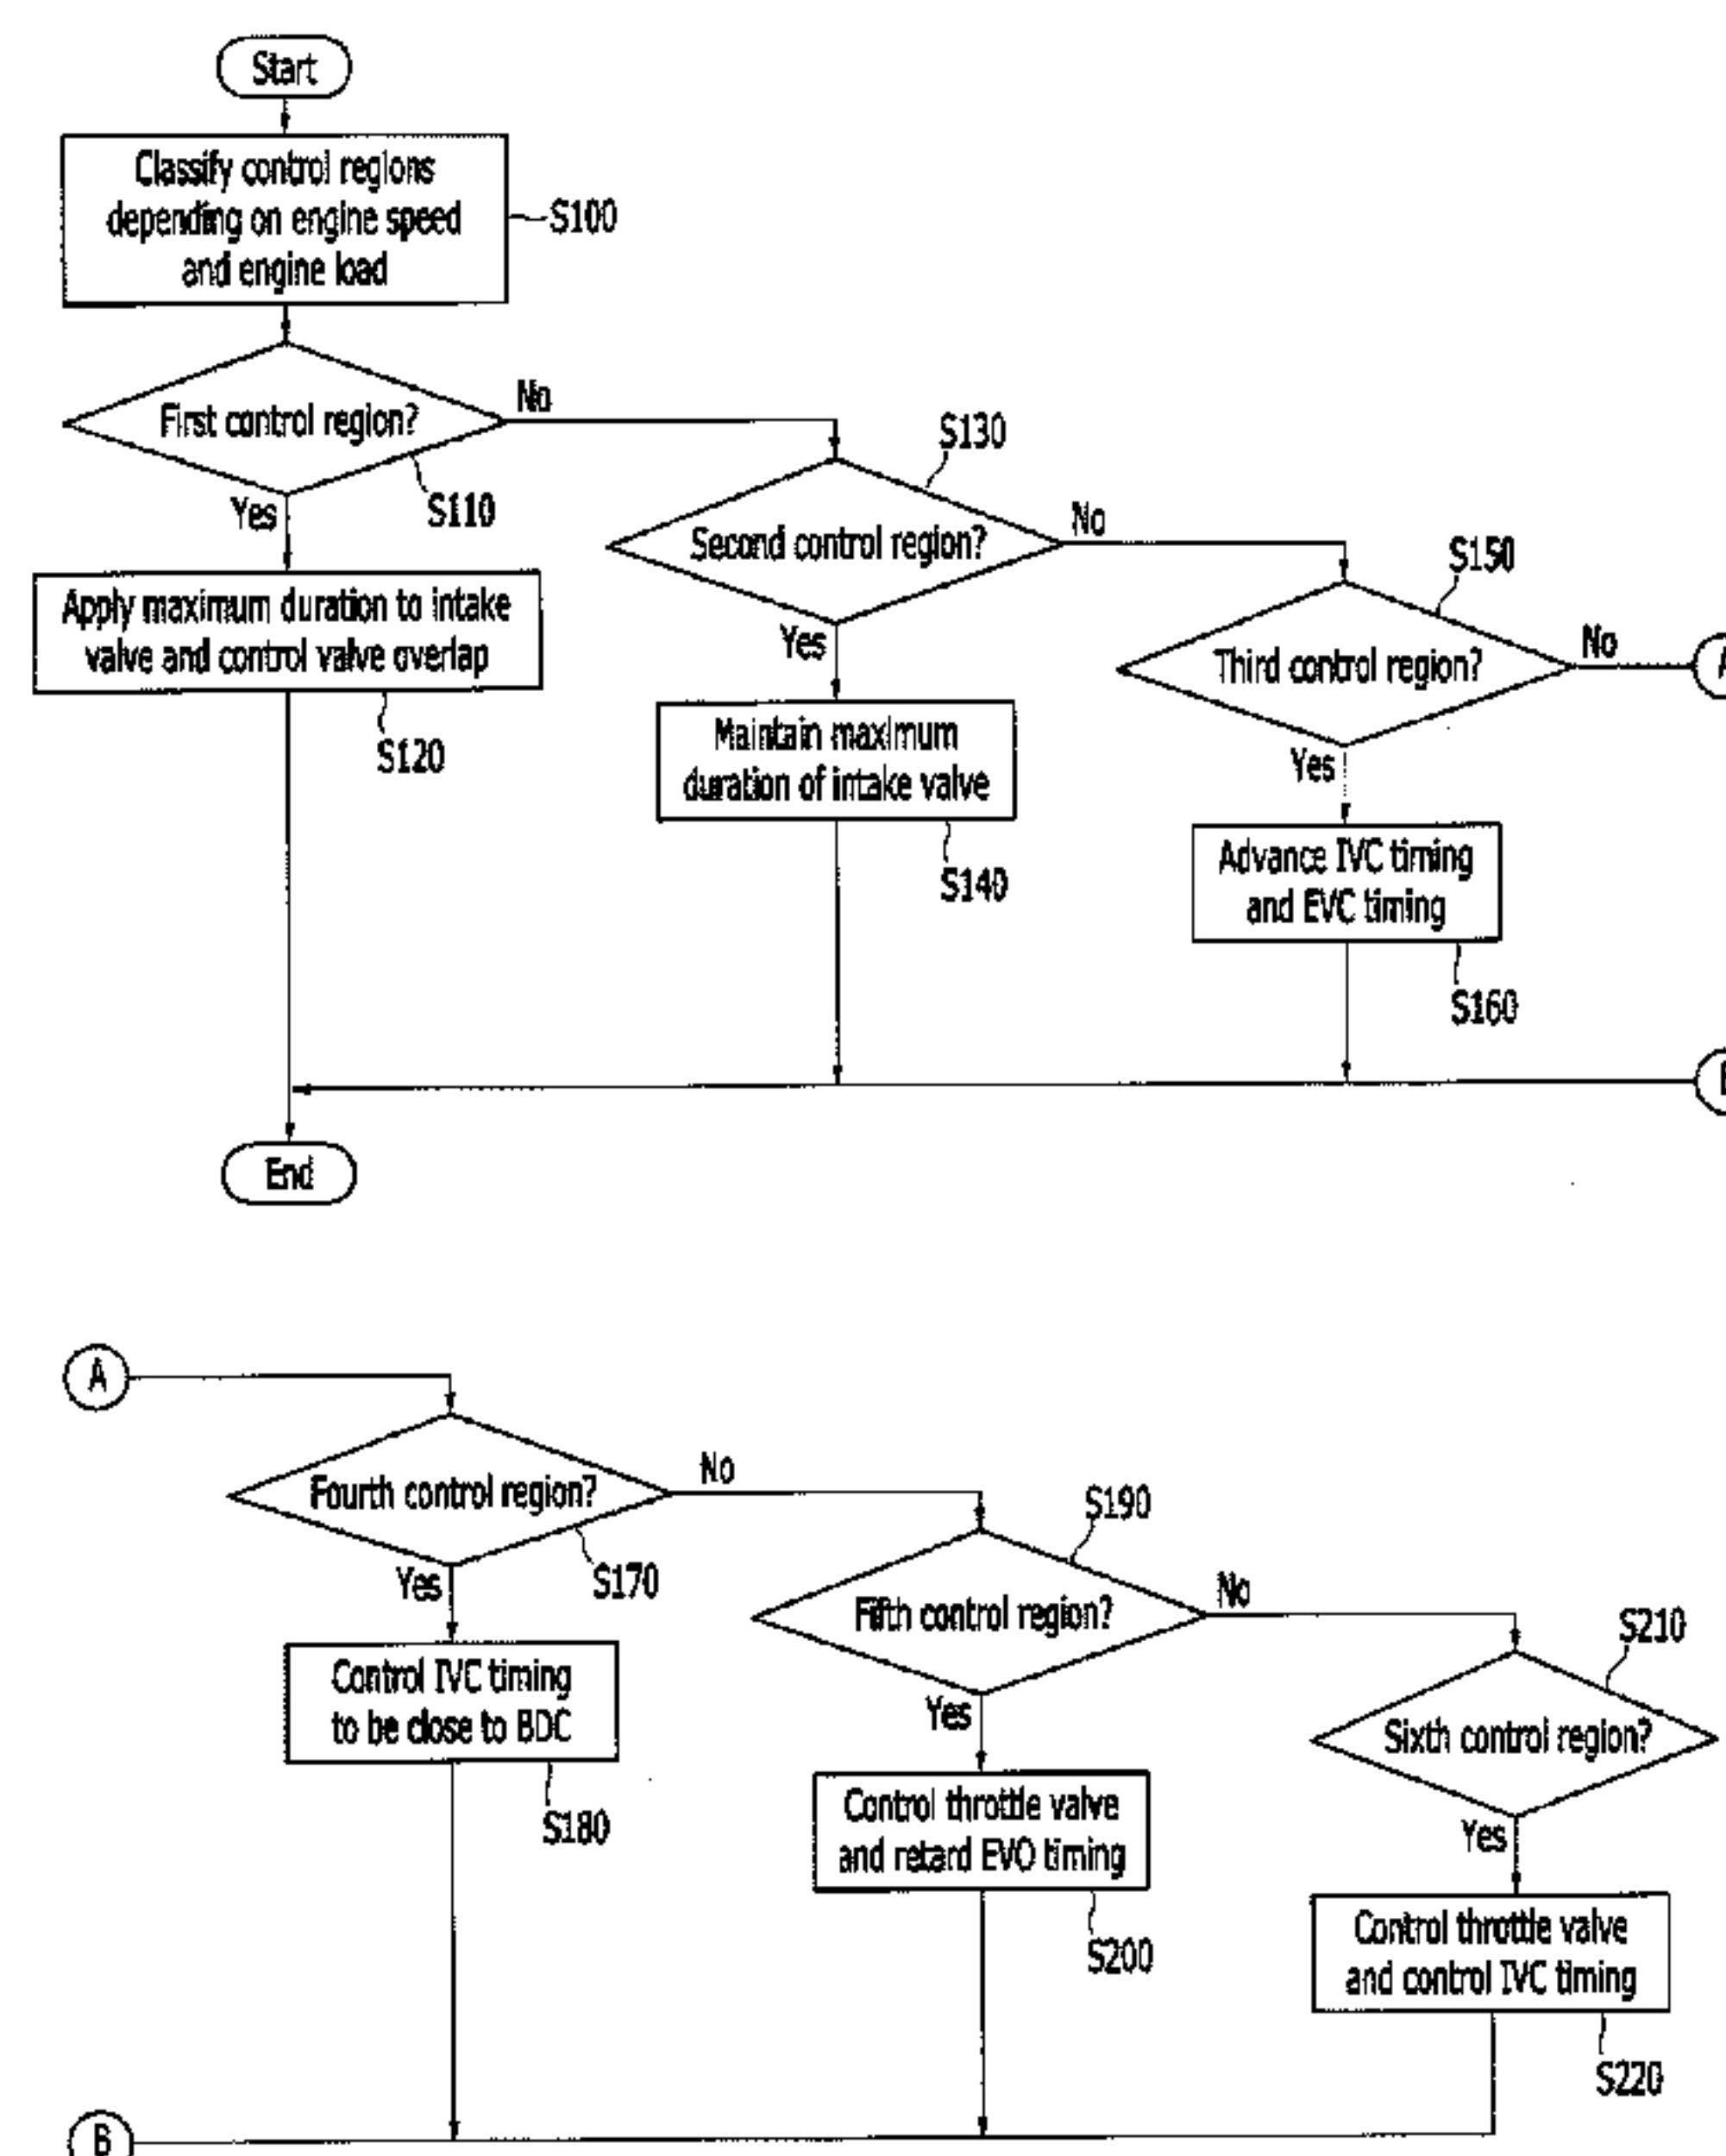 Start
Classify control regions
depending on engine speed
and engine load
S100
First control region?
No
S110
Yes
Apply maximum duration to intake
valve and control valve overlap
S120
S130
Second control region?
No
Yes
Maintain maximum
duration of intake valve
S140
S150
Third control region?
No
Yes
Advance IVC timing
and EVC timing
S160
End
A
Fourth control region?
No
S170
Yes
Control IVC timing
to be close to BDC
S180
S190
Fifth control region?
No
Yes
Control throttle valve
and retard EVO timing
S200
S210
Sixth control region?
Yes
Control throttle valve
and control IVC timing
S220
B